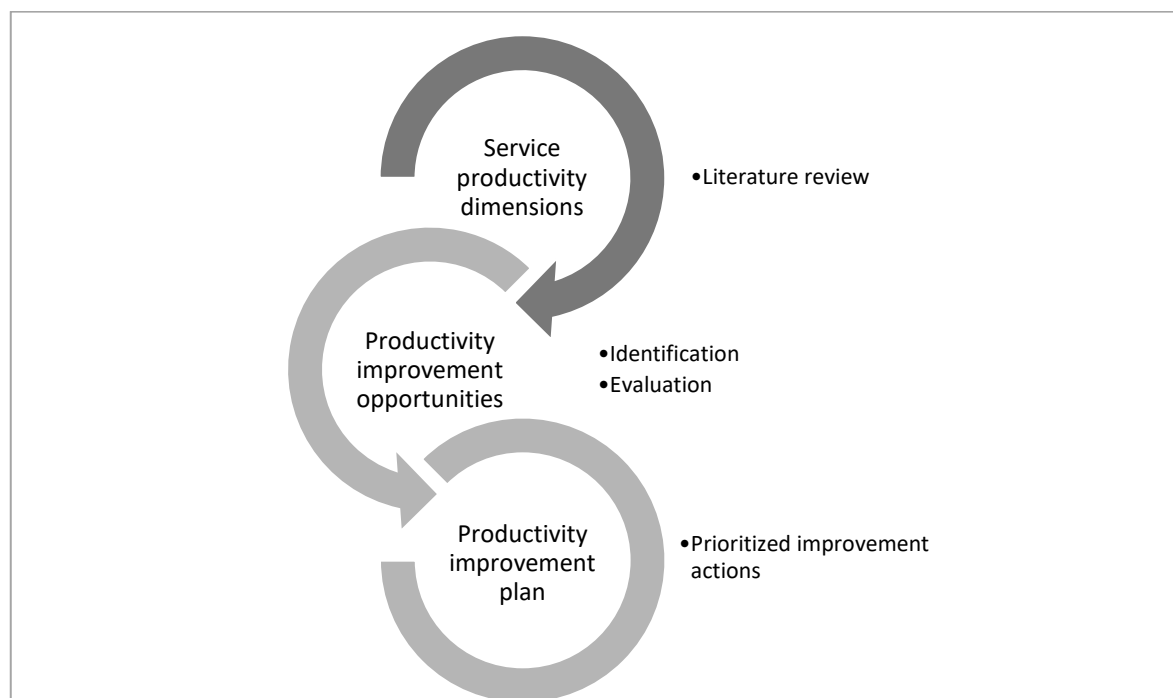 Service
productivity
dimensions
•Literature review
Productivity
improvement
opportunities
•Identification
•Evaluation
Productivity
improvement
plan
•Prioritized improvement
actions